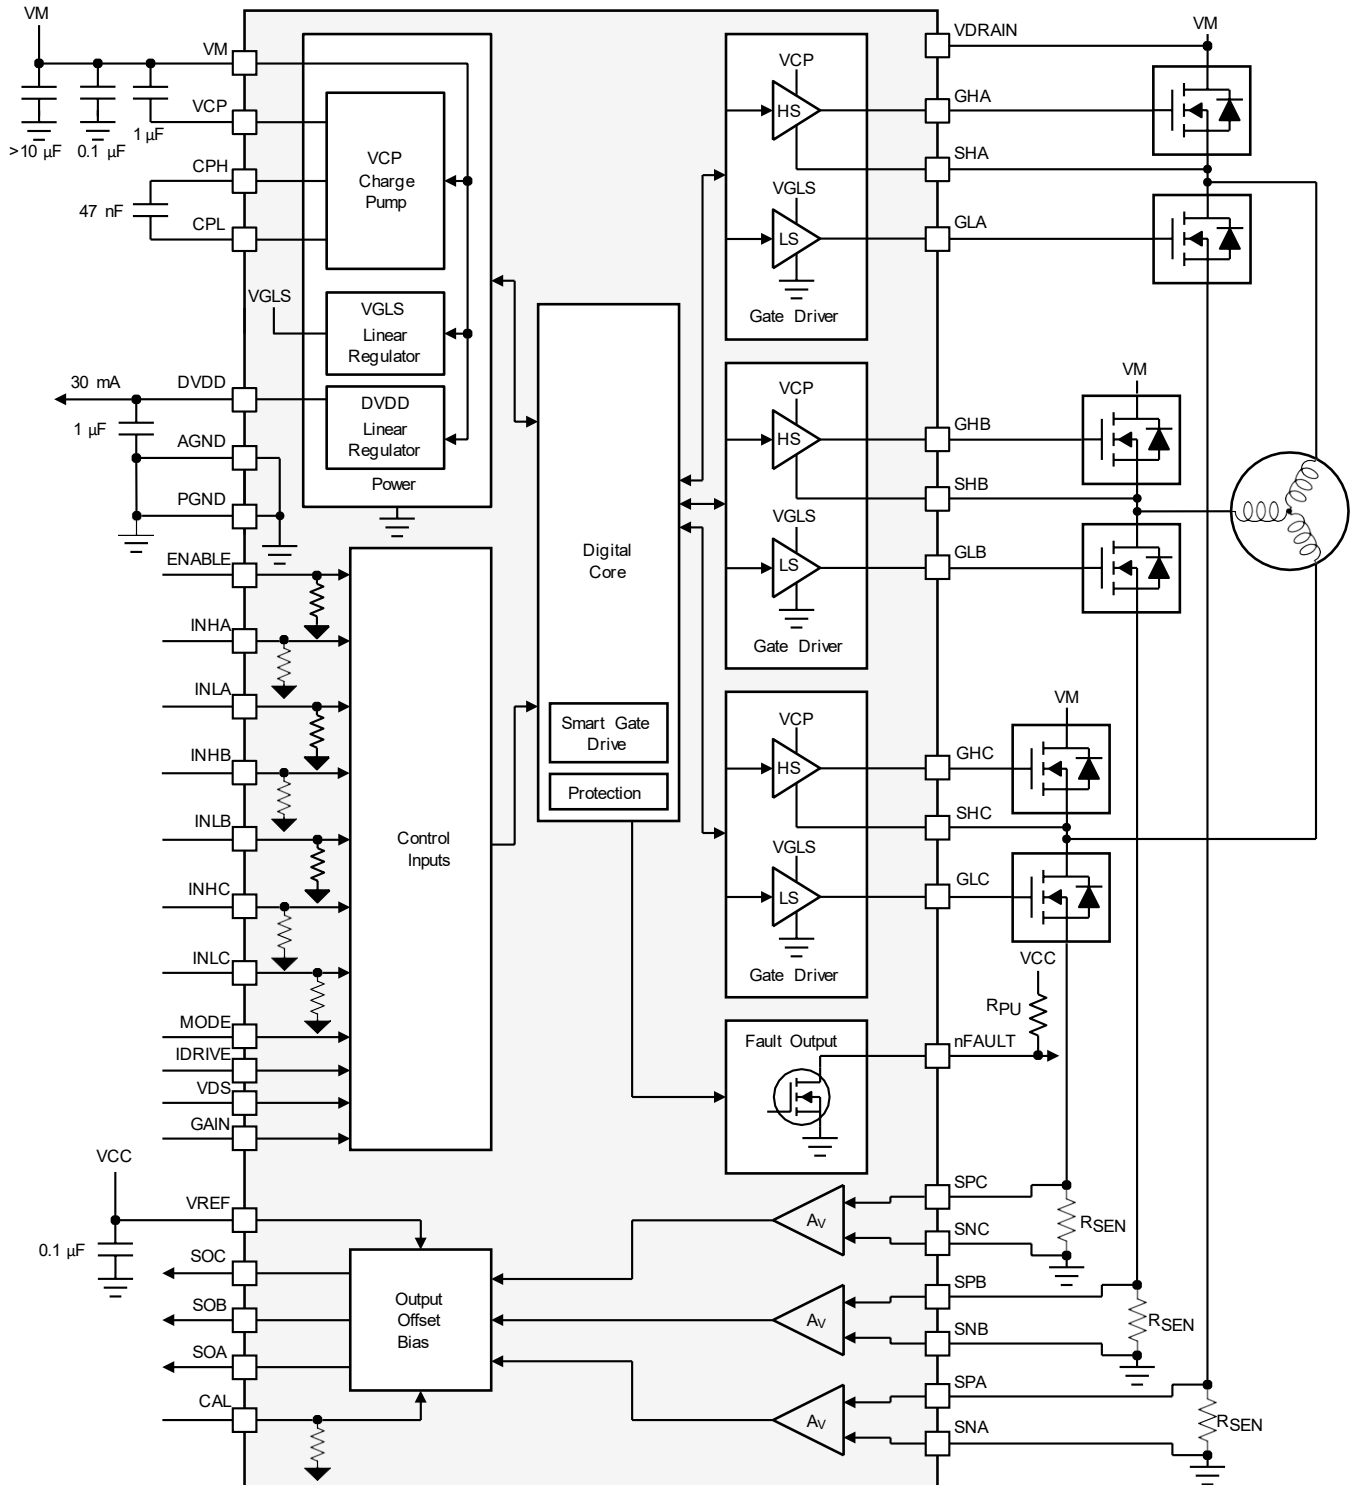 VM
VM
VCP
>10 µF
0.1 µF
1 µF
CPH
47 nF
CPL
VCP
Charge
Pump
VGLS
VGLS
Linear
Regulator
30 mA
DVDD
1 µF
DVDD
Linear
Regulator
AGND
Power
PGND
ENABLE
INHA
INLA
INHB
INLB
INHC
INLC
MODE
IDRIVE
VDS
GAIN
Control
Inputs
VCC
VREF
0.1 µF
SOC
SOB
SOA
CAL
Output
Offset
Bias
Digital
Core
Smart Gate
Drive
Protection
VCP
HS
VGLS
LS
Gate Driver
VCP
HS
VGLS
LS
Gate Driver
VCP
HS
VGLS
LS
Gate Driver
Fault Output
AV
AV
AV
VDRAIN
VM
GHA
SHA
GLA
VM
GHB
SHB
GLB
VM
GHC
SHC
GLC
VCC
RPU
nFAULT
SPC
RSEN
SNC
SPB
RSEN
SNB
SPA
RSEN
SNA